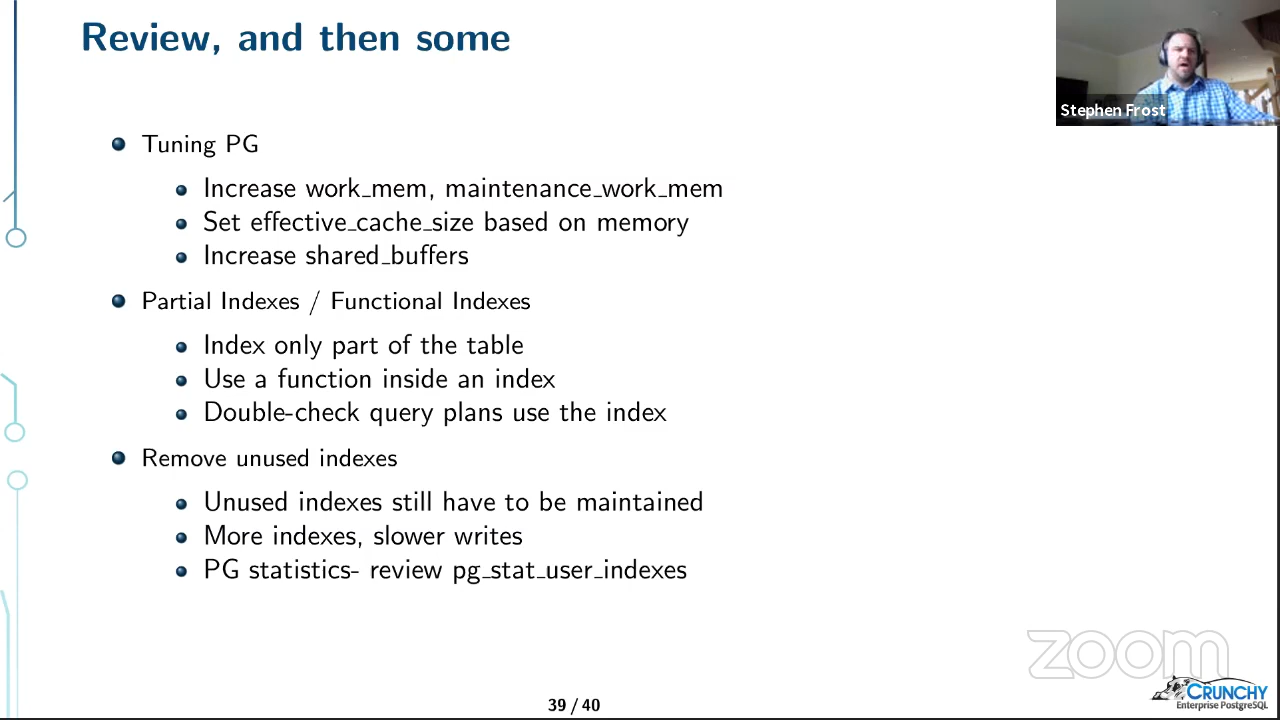 Review, and then some
Stephen Frost
Tuning PG
Increase work_mem, maintenance_work_mem
Set effective_cache_size based on memory
Increase shared_buffers
Partial Indexes / Functional Indexes
Index only part of the table
Use a function inside an index
Double-check query plans use the index
Remove unused indexes
Unused indexes still have to be maintained
More indexes, slower writes
PG statistics- review pg_stat_user_indexes
zoom
CRUNCHY
Enterprise PostgreSQL
39 / 40